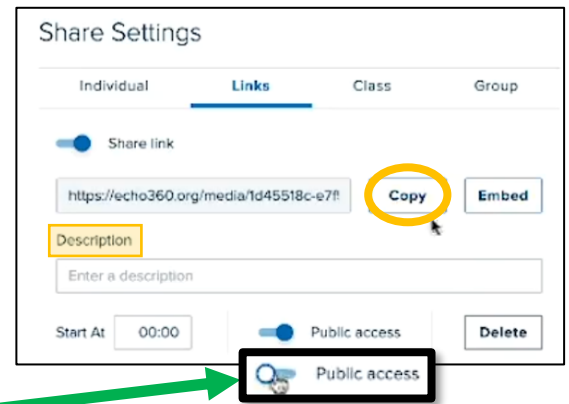 Share Settings
Individual Links Class Group
Share link
https://echo360.org/media/1d45518c-e7f! Copy Embed
Description
Enter a description
Start At 00:00 Public access Delete
Public access